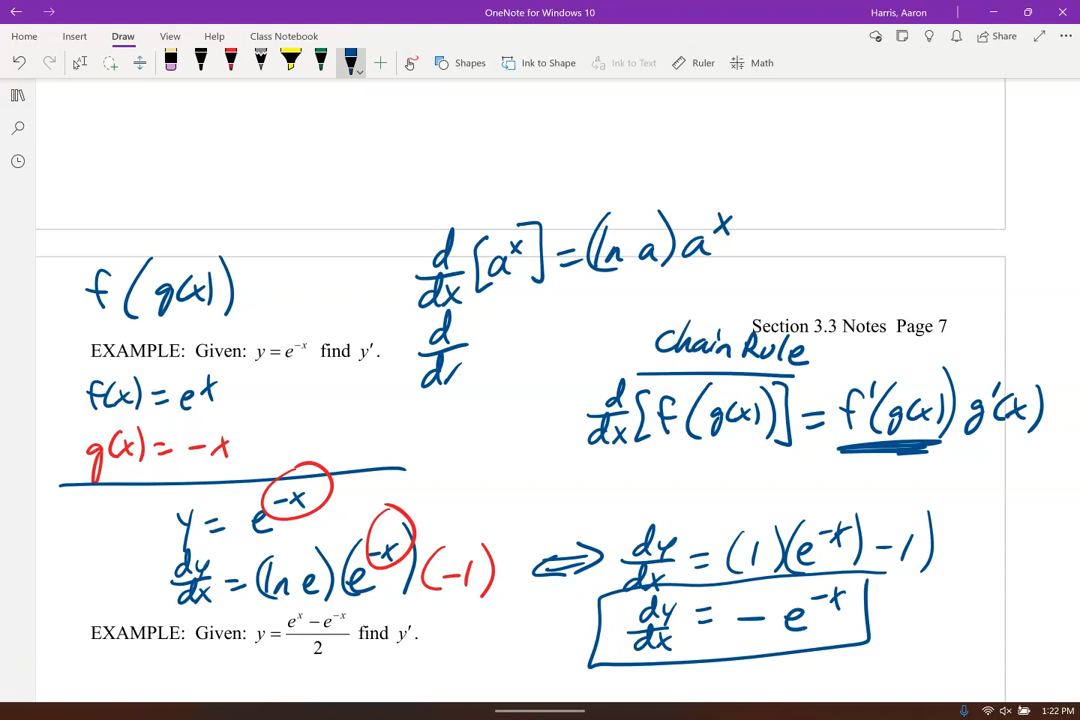 OneNote for Windows 10
Harris, Aaron
Home Insert Draw View Help Class Notebook
Share
Shapes Ink to Shape Ink to Text Ruler Math
d/dx [a^x] = (ln a) a^x
f(g(x))
d/dx
Section 3.3 Notes Page 7
Chain Rule
EXAMPLE: Given: y = e^{-x} find y′.
f(x) = e^x
d/dx [f(g(x))] = f'(g(x)) g'(x)
g(x) = -x
y = e^{-x}
dy/dx = (ln e)(e^{-x})(-1)
⇔ dy/dx = (1)(e^{-x}) -1)
dy/dx = - e^{-x}
EXAMPLE: Given: y = (e^x − e^{-x})/2 find y′.
1:22 PM